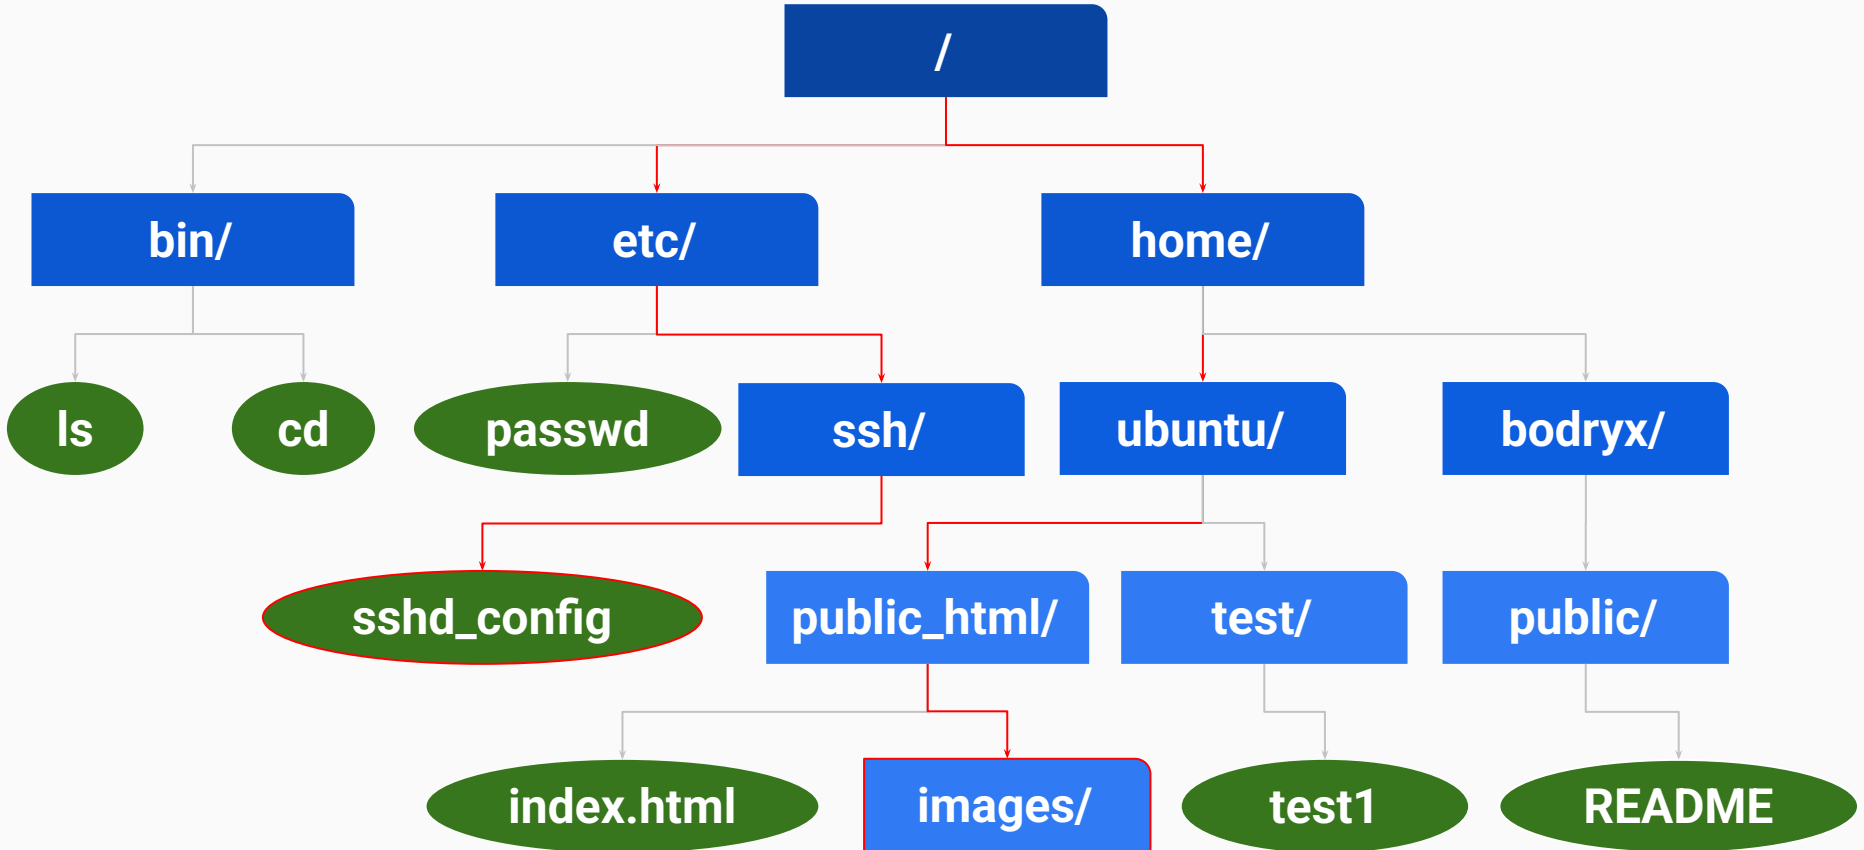 /
bin/
etc/
home/
ls
cd
passwd
ssh/
ubuntu/
bodryx/
sshd_config
public_html/
test/
public/
index.html
images/
test1
README